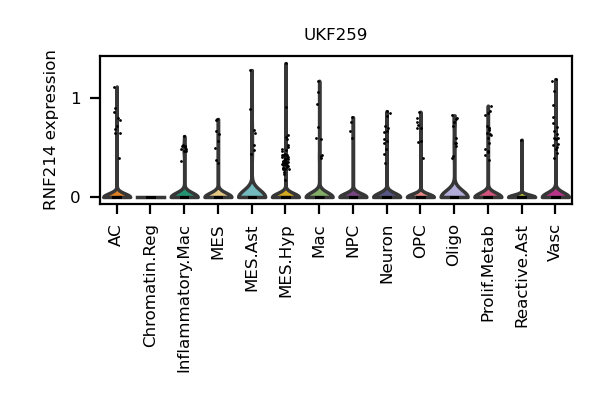 UKF259
RNF214 expression
1
0
AC
Chromatin.Reg
Inflammatory.Mac
MES
MES.Ast
MES.Hyp
Mac
NPC
Neuron
OPC
Oligo
Prolif.Metab
Reactive.Ast
Vasc